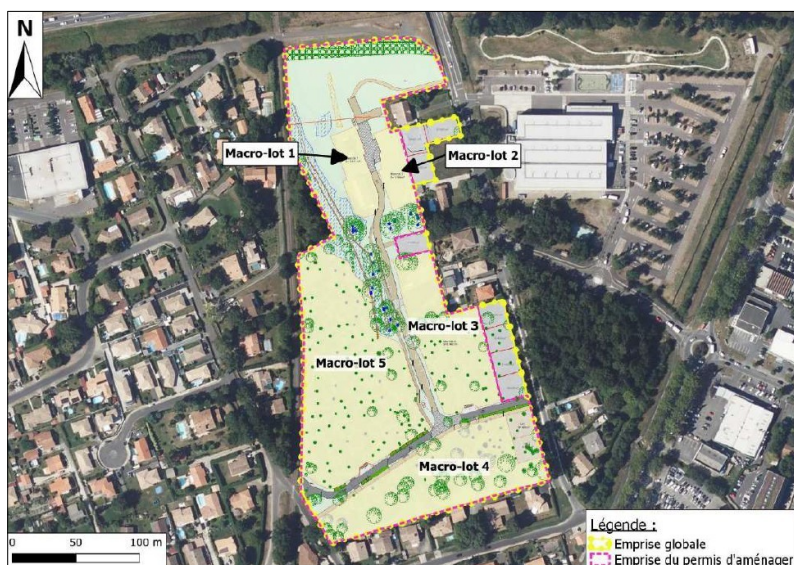 N
Macro-lot 1
Macro-lot 2
Macro-lot 3
Macro-lot 5
Macro-lot 4
0 50 100 m
Légende :
Emprise globale
Emprise du permis d'aménager